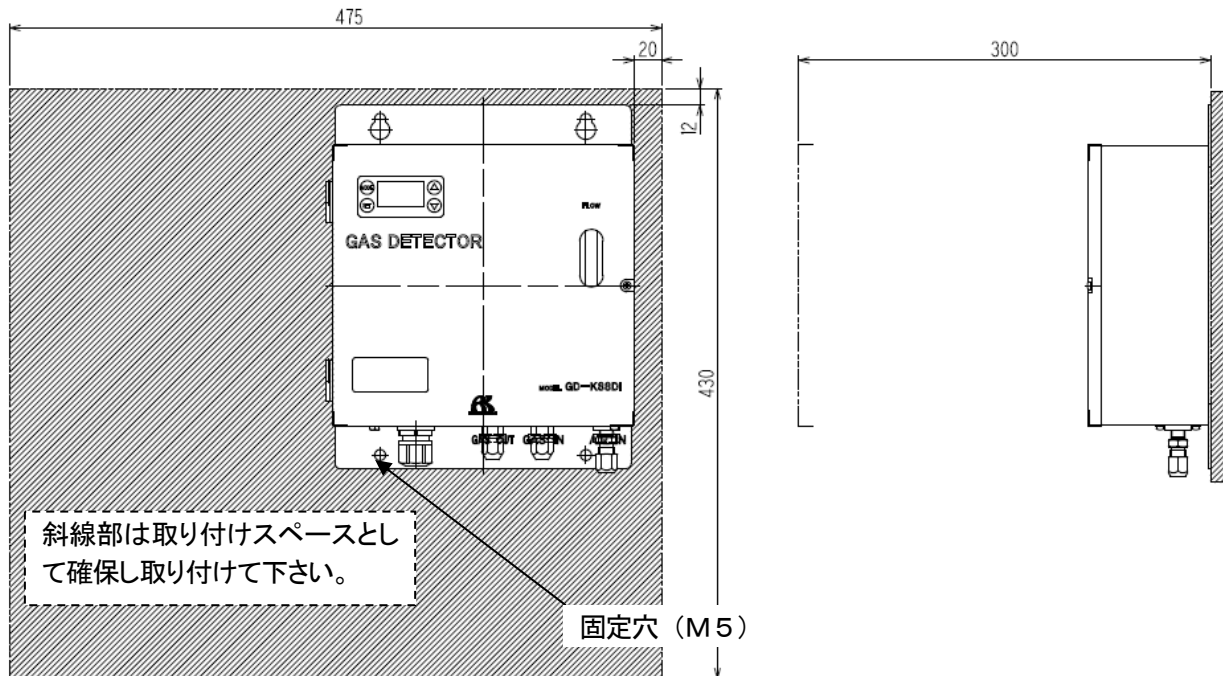 475
20
300
12
MODE
SET
FLOW
GAS DETECTOR
430
MODEL GD-K88DI
GAS OUT GAS IN AIR IN
斜線部は取り付けスペースとし
て確保し取り付けて下さい。
固定穴（M5）